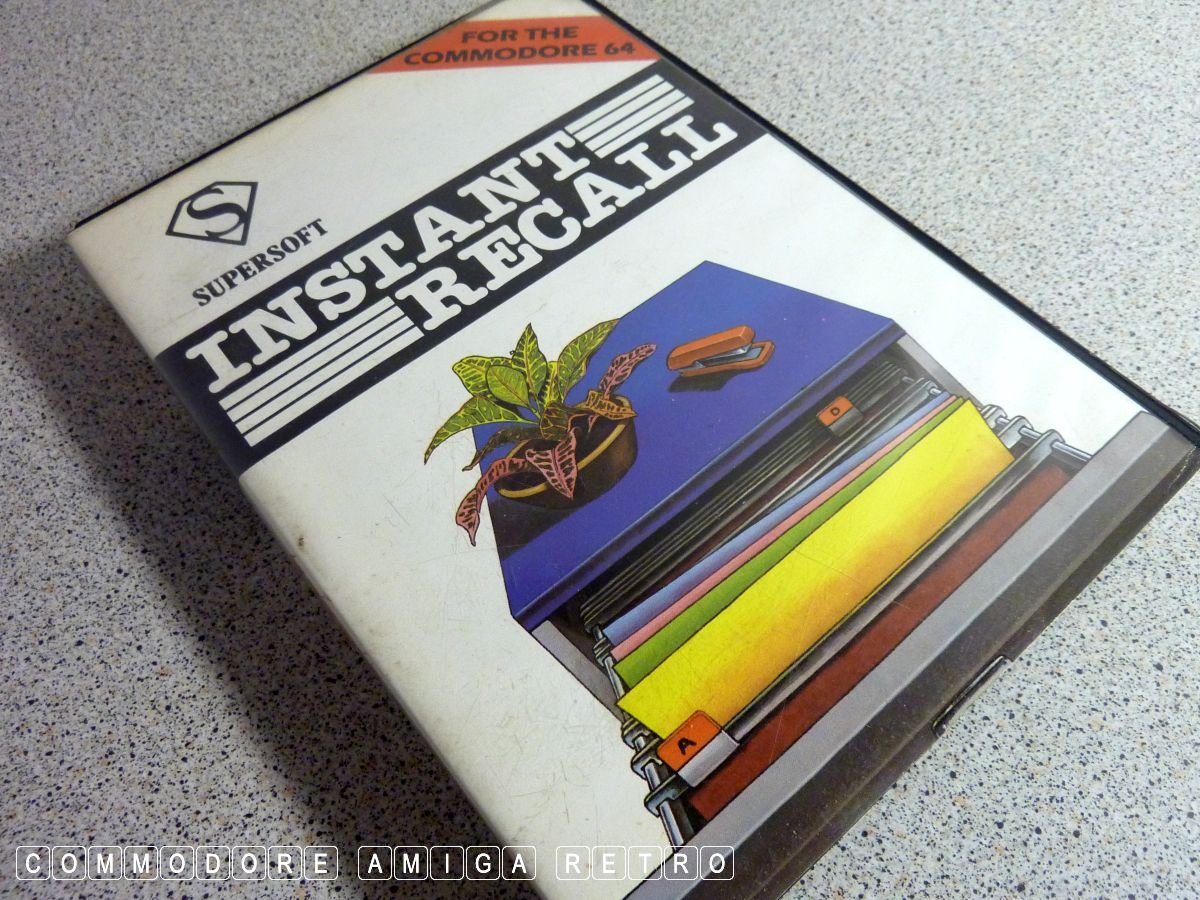 FOR THE
COMMODORE 64
S
SUPERSOFT
INSTANT
RECALL
D
A
COMMODORE AMIGA RETRO